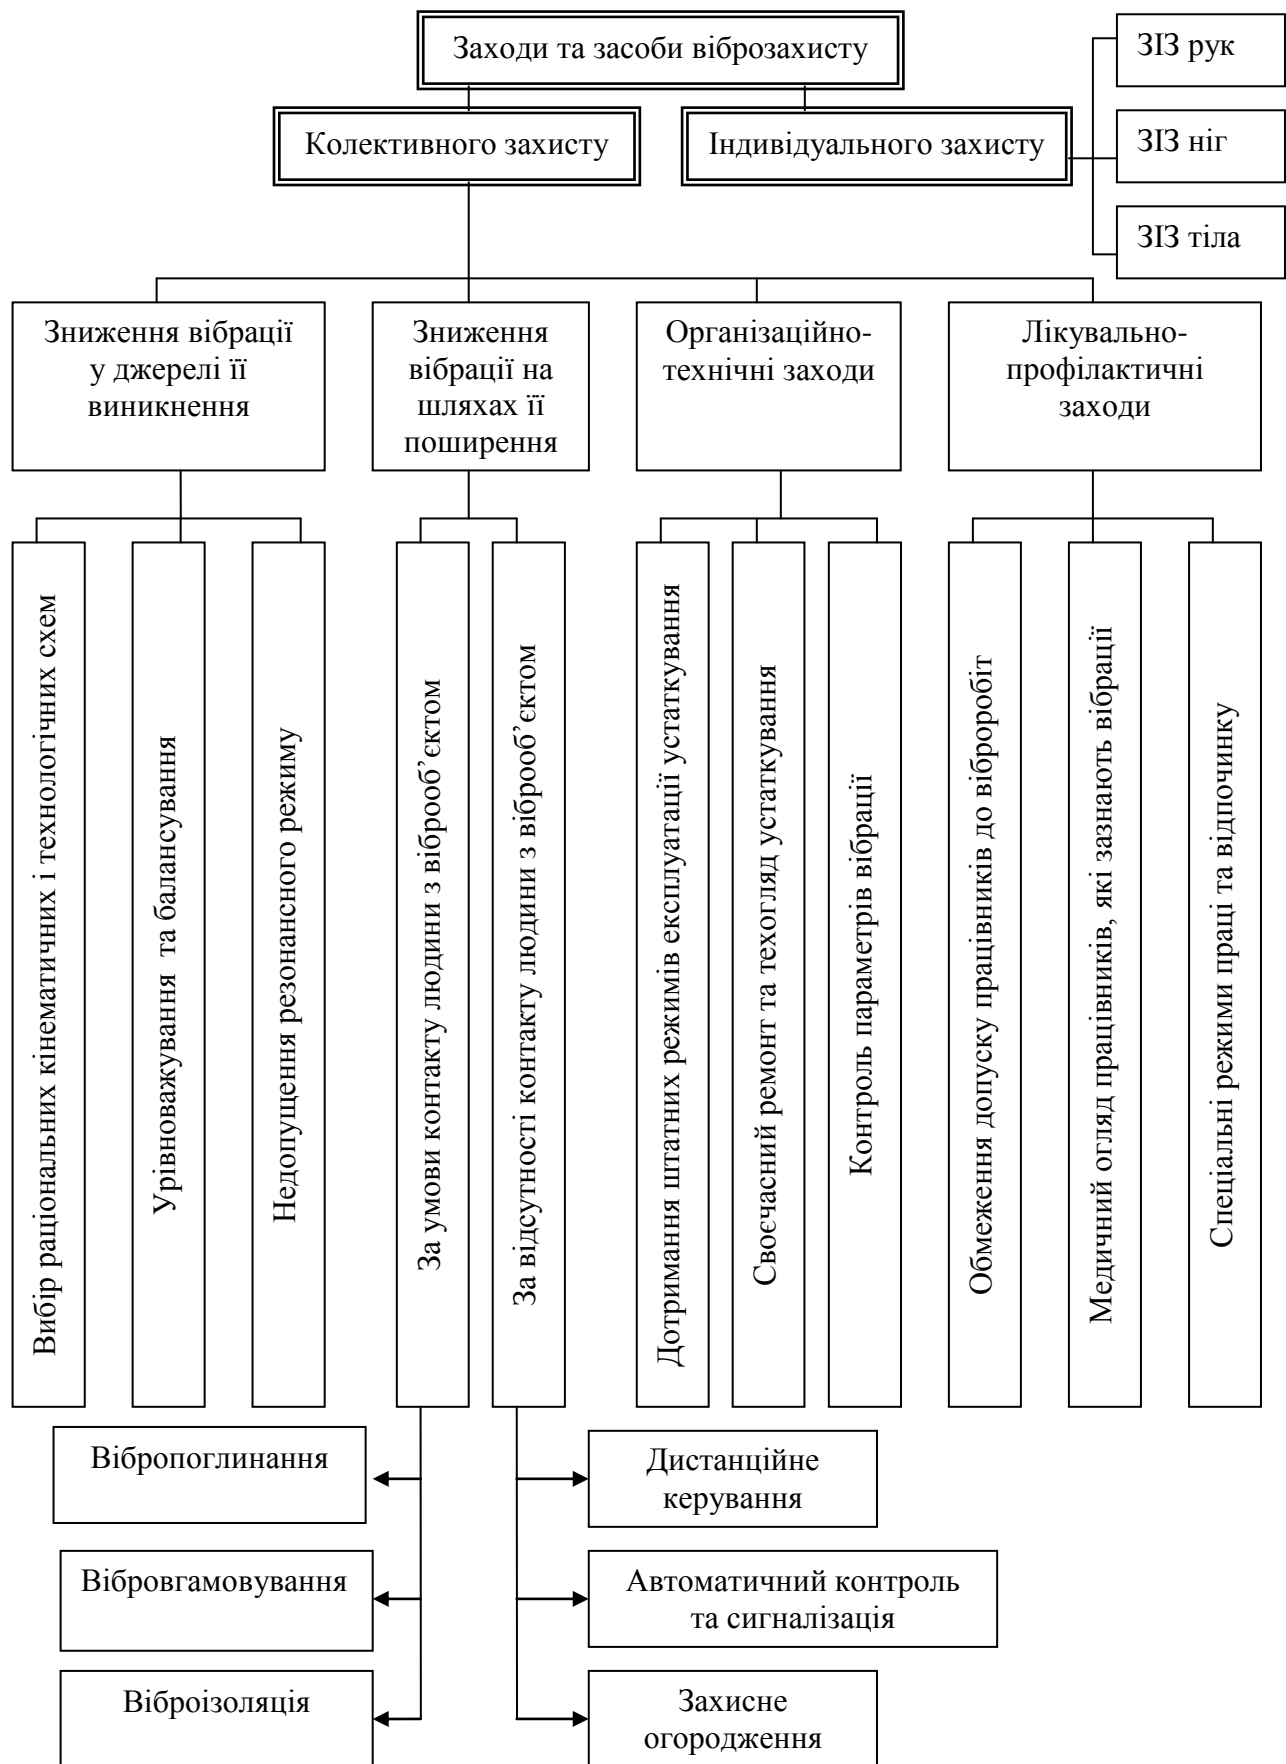 Заходи та засоби віброзахисту
ЗІЗ рук
Колективного захисту
Індивідуального захисту
ЗІЗ ніг
ЗІЗ тіла
Зниження вібрації
у джерелі її
виникнення
Зниження
вібрації на
шляхах її
поширення
Організаційно-
технічні заходи
Лікувально-
профілактичні
заходи
Вибір раціональних кінематичних і технологічних схем
Урівноважування та балансування
Недопущення резонансного режиму
За умови контакту людини з віброоб’єктом
За відсутності контакту людини з віброоб’єктом
Дотримання штатних режимів експлуатації устаткування
Своєчасний ремонт та техогляд устаткування
Контроль параметрів вібрації
Обмеження допуску працівників до віброробіт
Медичний огляд працівників, які зазнають вібрації
Спеціальні режими праці та відпочинку
Вібропоглинання
Вібровгамовування
Віброізоляція
Дистанційне
керування
Автоматичний контроль
та сигналізація
Захисне
огородження